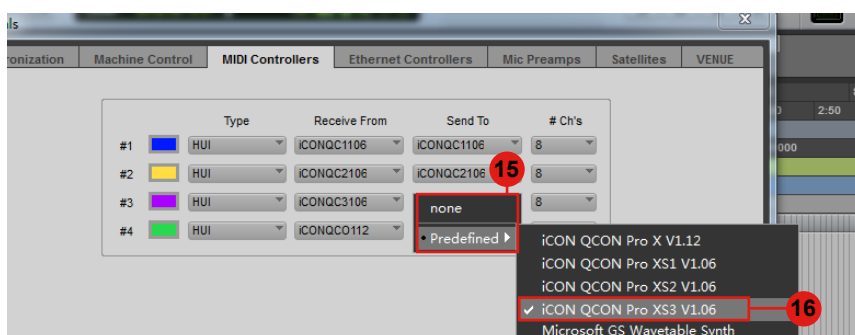 ls
ronization Machine Control MIDI Controllers Ethernet Controllers Mic Preamps Satellites VENUE
2:50
000
Type Receive From Send To # Ch's
#1 HUI iCONQC1106 iCONQC1106 8
#2 HUI iCONQC2106 iCONQC2106 8
15
#3 HUI iCONQC3106 none 8
#4 HUI iCONQCO112 Predefined
iCON QCON Pro X V1.12
iCON QCON Pro XS1 V1.06
iCON QCON Pro XS2 V1.06
iCON QCON Pro XS3 V1.06 16
Microsoft GS Wavetable Synth